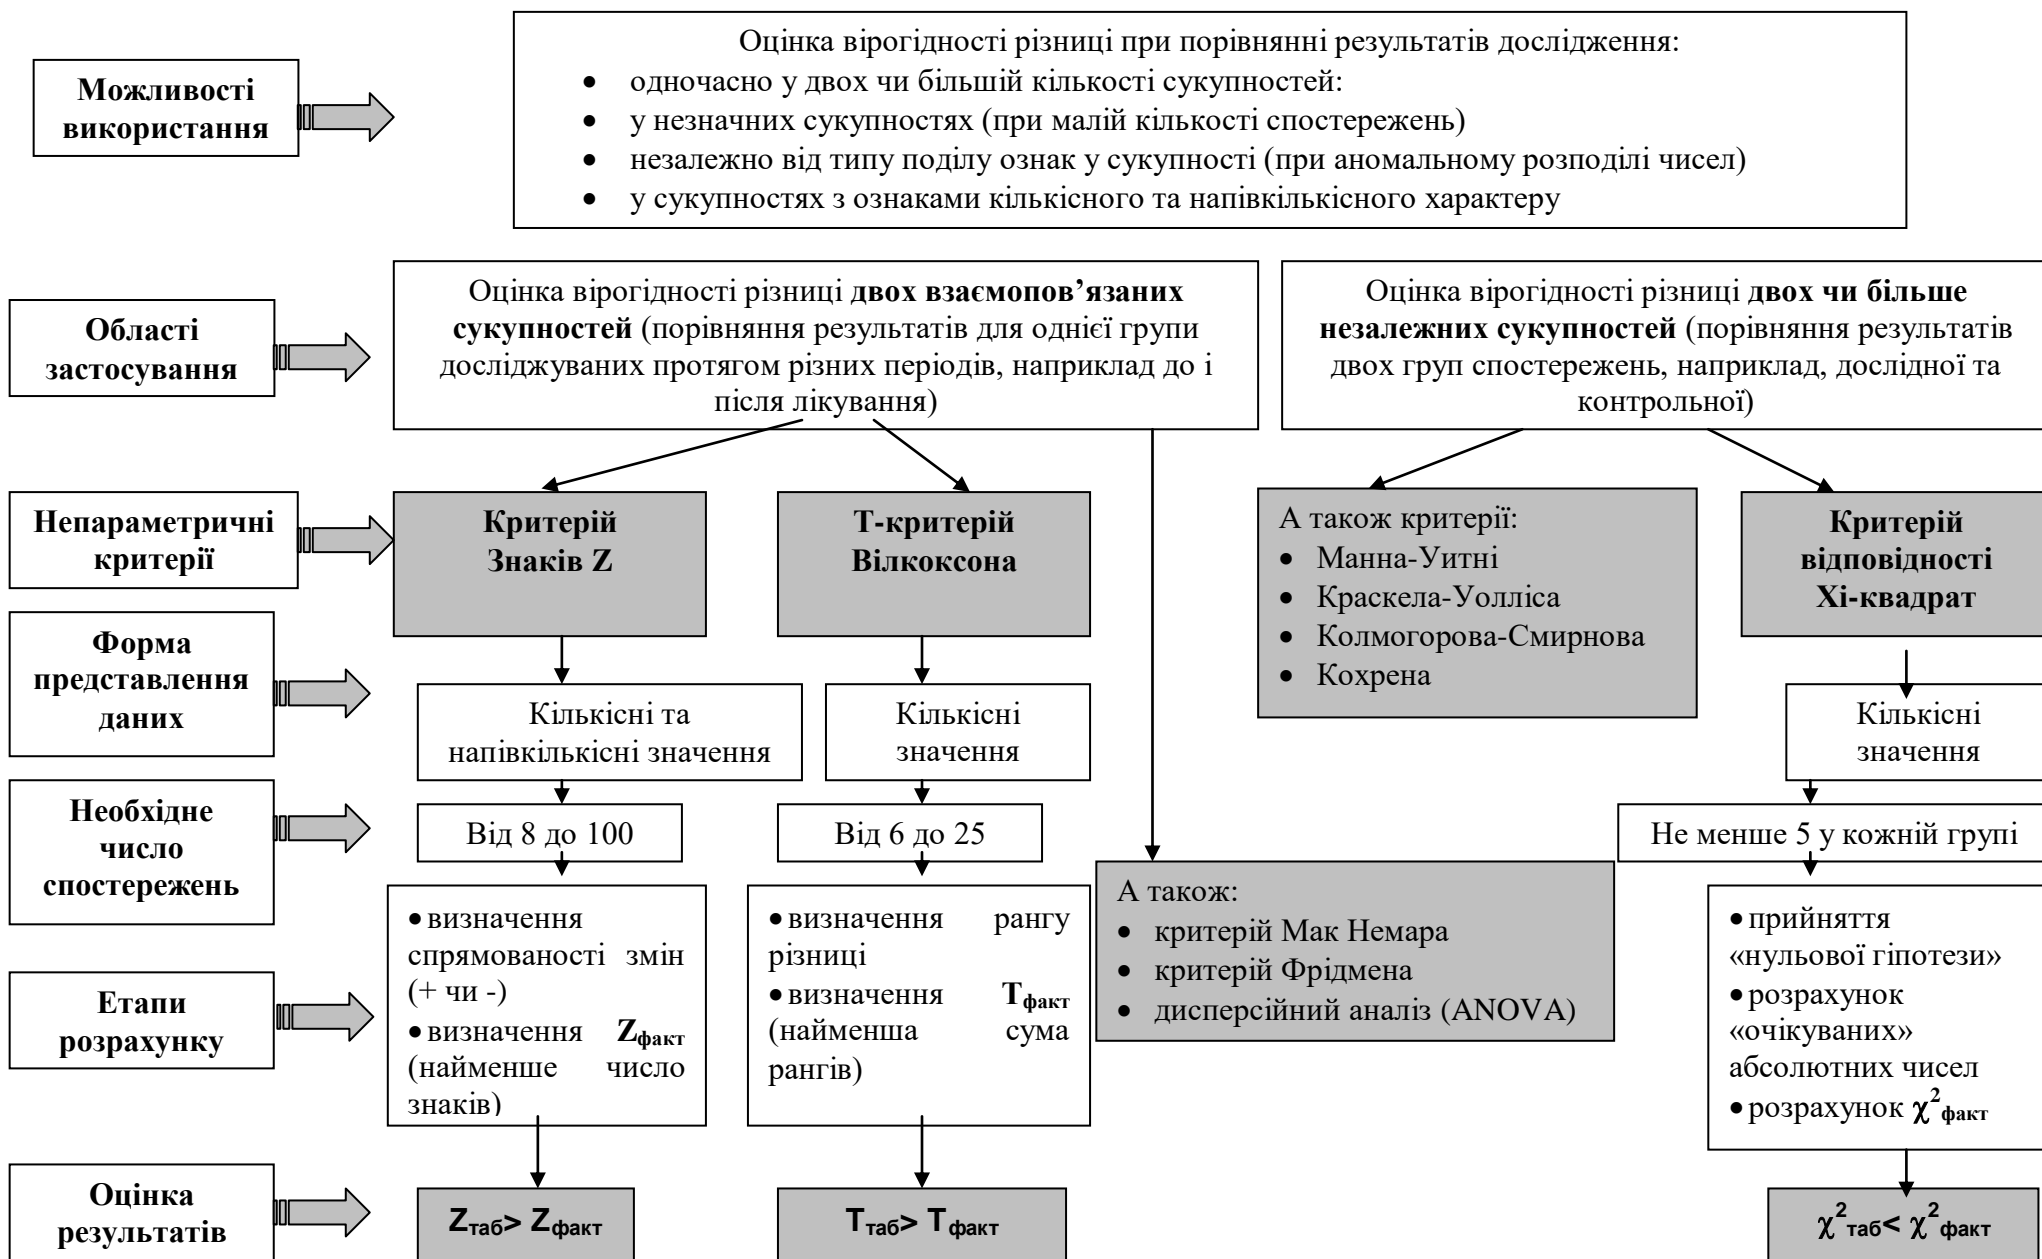 Можливості
використання
Оцінка вірогідності різниці при порівнянні результатів дослідження:
• одночасно у двох чи більшій кількості сукупностей:
• у незначних сукупностях (при малій кількості спостережень)
• незалежно від типу поділу ознак у сукупності (при аномальному розподілі чисел)
• у сукупностях з ознаками кількісного та напівкількісного характеру
Області
застосування
Оцінка вірогідності різниці двох взаємопов’язаних
сукупностей (порівняння результатів для однієї групи
досліджуваних протягом різних періодів, наприклад до і
після лікування)
Оцінка вірогідності різниці двох чи більше
незалежних сукупностей (порівняння результатів
двох груп спостережень, наприклад, дослідної та
контрольної)
Непараметричні
критерії
Критерій
Знаків Z
Т-критерій
Вілкоксона
А також критерії:
• Манна-Уитні
• Краскела-Уолліса
• Колмогорова-Смирнова
• Кохрена
Критерій
відповідності
Хі-квадрат
Форма
представлення
даних
Кількісні та
напівкількісні значення
Кількісні
значення
Кількісні
значення
Необхідне
число
спостережень
Від 8 до 100
Від 6 до 25
Не менше 5 у кожній групі
А також:
• критерій Мак Немара
• критерій Фрідмена
• дисперсійний аналіз (ANOVA)
Етапи
розрахунку
• визначення
спрямованості змін
(+ чи -)
• визначення Zфакт
(найменше число
знаків)
• визначення рангу
різниці
• визначення Тфакт
(найменша сума
рангів)
• прийняття
«нульової гіпотези»
• розрахунок
«очікуваних»
абсолютних чисел
• розрахунок χ²факт
Оцінка
результатів
Zтаб> Zфакт
Ттаб> Тфакт
χ²таб< χ²факт